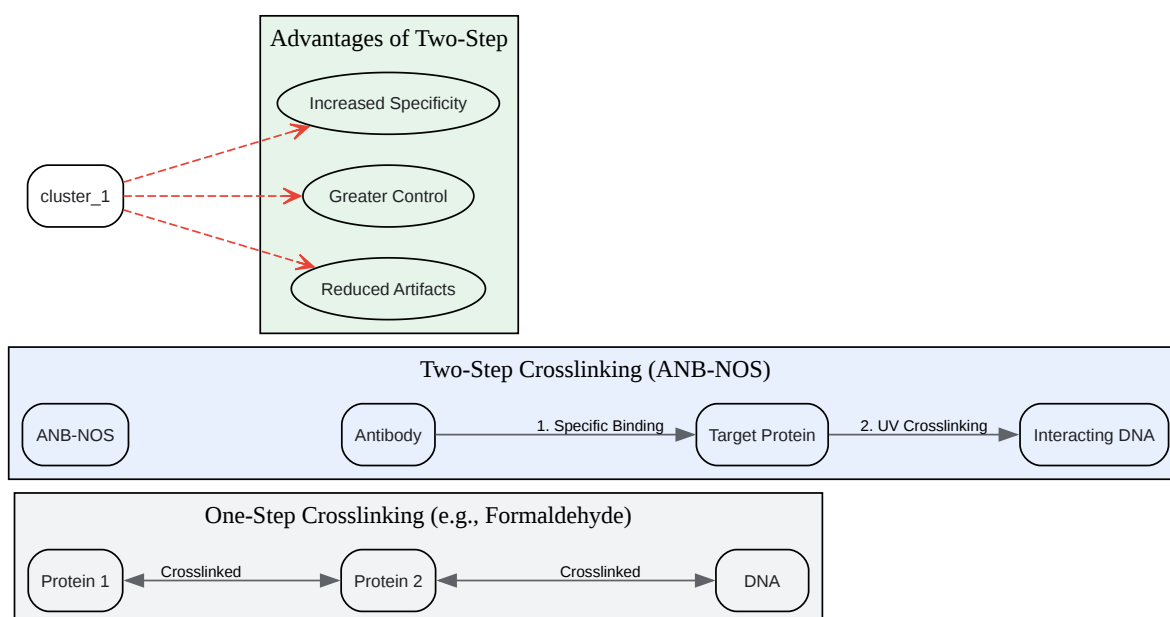 Advantages of Two-Step
Increased Specificity
cluster_1
Greater Control
Reduced Artifacts
Two-Step Crosslinking (ANB-NOS)
ANB-NOS
Antibody
1. Specific Binding
Target Protein
2. UV Crosslinking
Interacting DNA
One-Step Crosslinking (e.g., Formaldehyde)
Protein 1
Crosslinked
Protein 2
Crosslinked
DNA